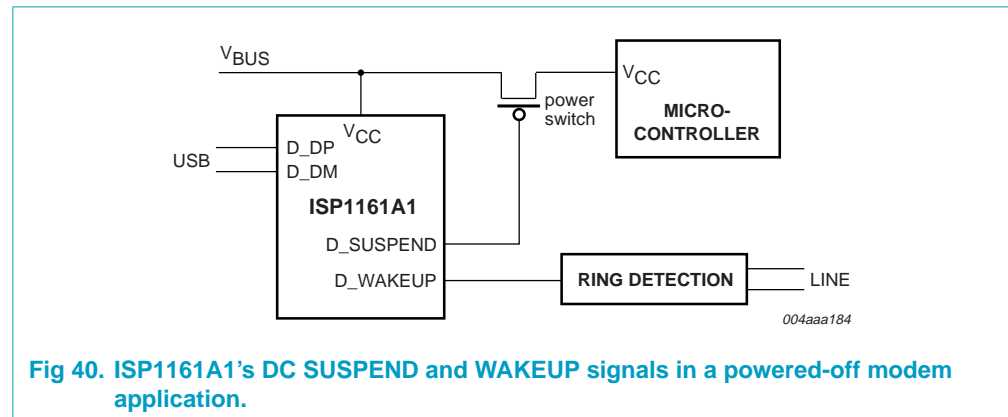 VBUS
VCC
power
switch
MICRO-
CONTROLLER
VCC
D_DP
USB
D_DM
ISP1161A1
D_SUSPEND
D_WAKEUP
RING DETECTION
LINE
004aaa184
Fig 40. ISP1161A1’s DC SUSPEND and WAKEUP signals in a powered-off modem
application.